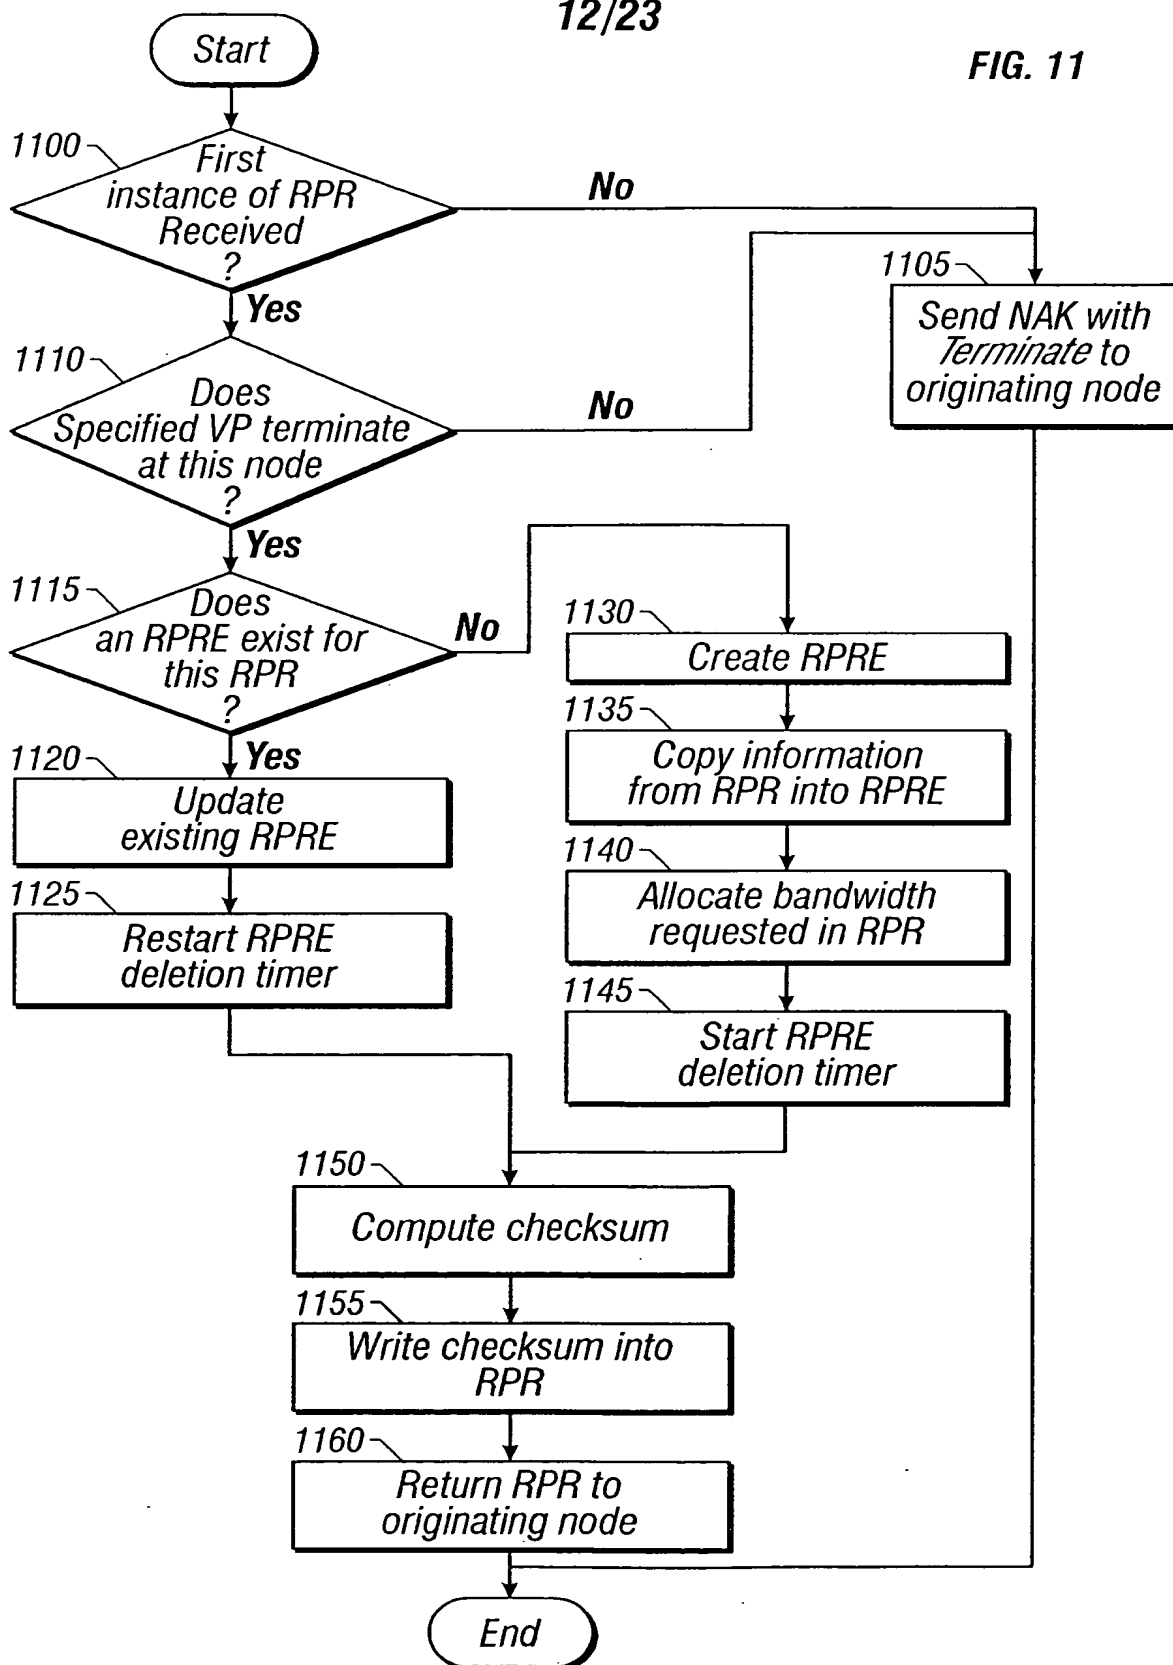 12/23
FIG. 11
Start
1100
First
instance of RPR
Received
?
No
Yes
1105
Send NAK with
Terminate to
originating node
1110
Does
Specified VP terminate
at this node
?
No
Yes
1115
Does
an RPRE exist for
this RPR
?
No
Yes
1120
Update
existing RPRE
1125
Restart RPRE
deletion timer
1130
Create RPRE
1135
Copy information
from RPR into RPRE
1140
Allocate bandwidth
requested in RPR
1145
Start RPRE
deletion timer
1150
Compute checksum
1155
Write checksum into
RPR
1160
Return RPR to
originating node
End